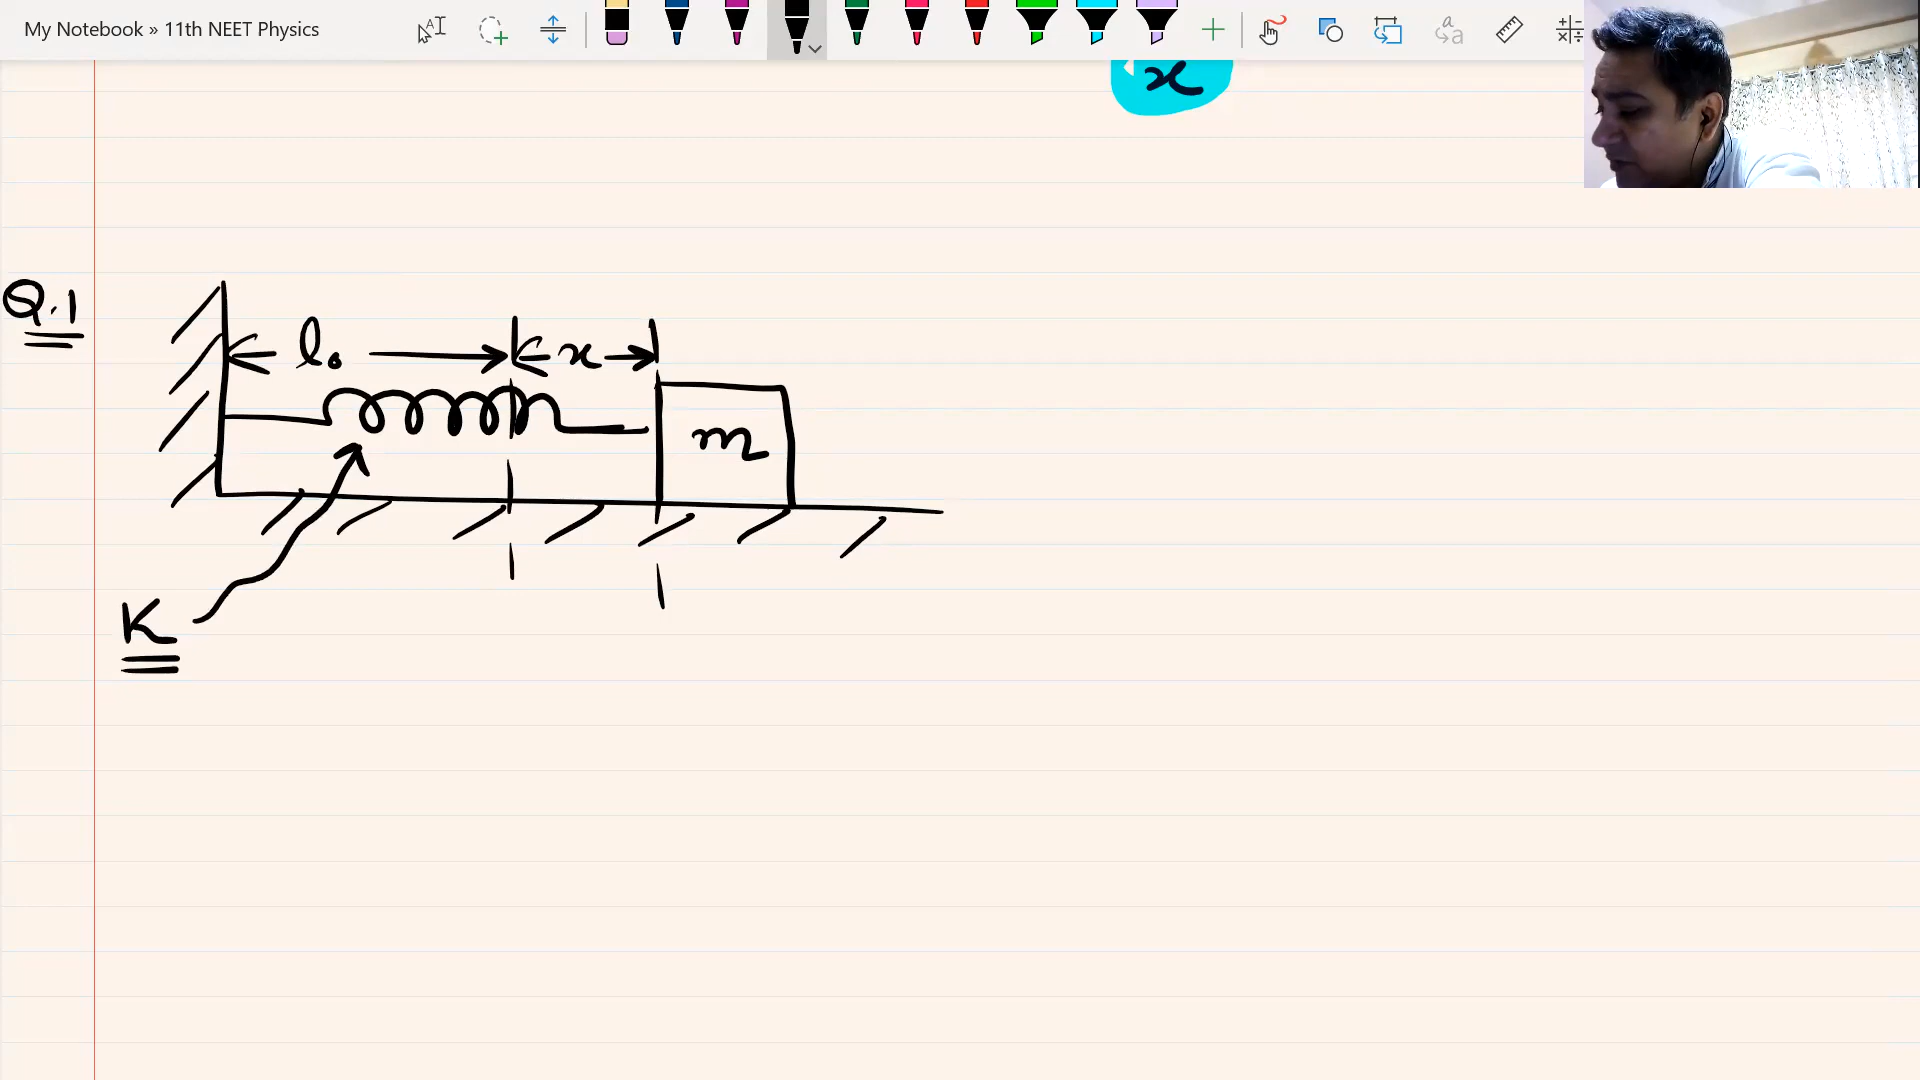 My Notebook » 11th NEET Physics
x
Q.1
l₀ x
m
K